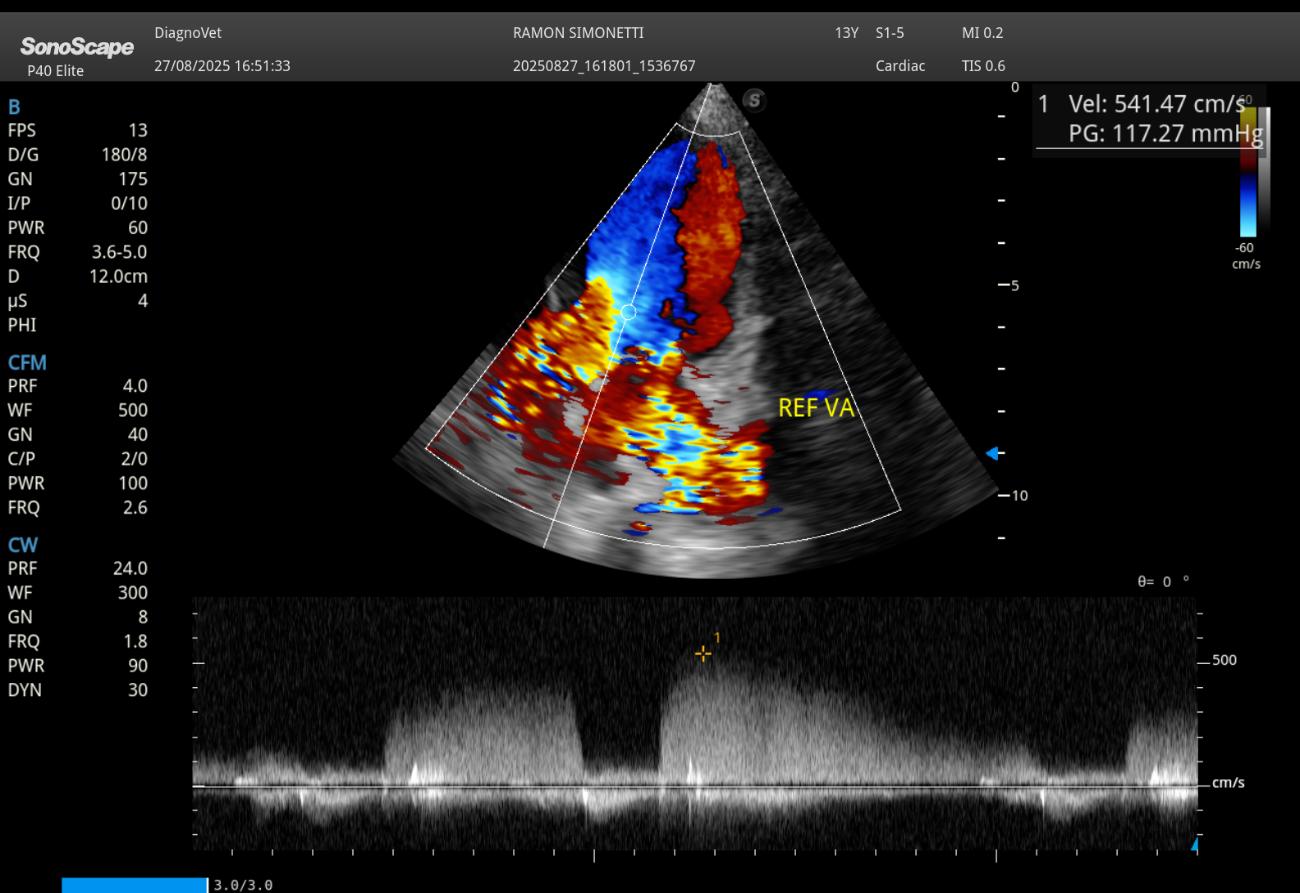 SonoScape
P40 Elite
DiagnoVet
27/08/2025 16:51:33
RAMON SIMONETTI
20250827_161801_1536767
13Y
S1-5
Cardiac
MI 0.2
TIS 0.6
B
FPS 13
D/G 180/8
GN 175
I/P 0/10
PWR 60
FRQ 3.6-5.0
D 12.0cm
µS 4
PHI
CFM
PRF 4.0
WF 500
GN 40
C/P 2/0
PWR 100
FRQ 2.6
CW
PRF 24.0
WF 300
GN 8
FRQ 1.8
PWR 90
DYN 30
S
0
5
10
1 Vel: 541.47 cm/s
PG: 117.27 mmHg
60
-60
cm/s
REF VA
θ= 0 °
1
500
cm/s
3.0/3.0